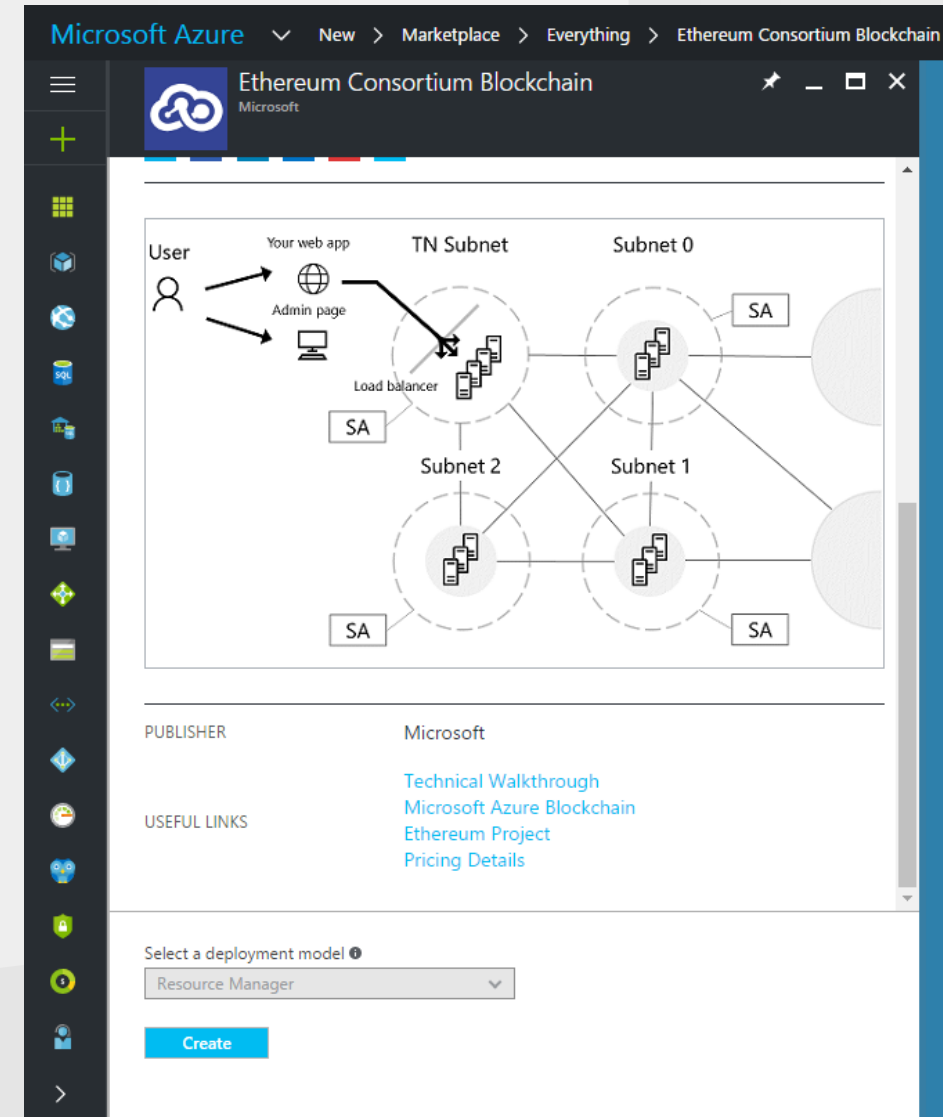 Microsoft Azure New > Marketplace > Everything > Ethereum Consortium Blockchain
Ethereum Consortium Blockchain
Microsoft
User
Your web app
TN Subnet
Subnet 0
Admin page
SA
Load balancer
SA
Subnet 2
Subnet 1
SA
SA
PUBLISHER Microsoft
Technical Walkthrough
Microsoft Azure Blockchain
USEFUL LINKS
Ethereum Project
Pricing Details
Select a deployment model
Resource Manager
Create
SQL